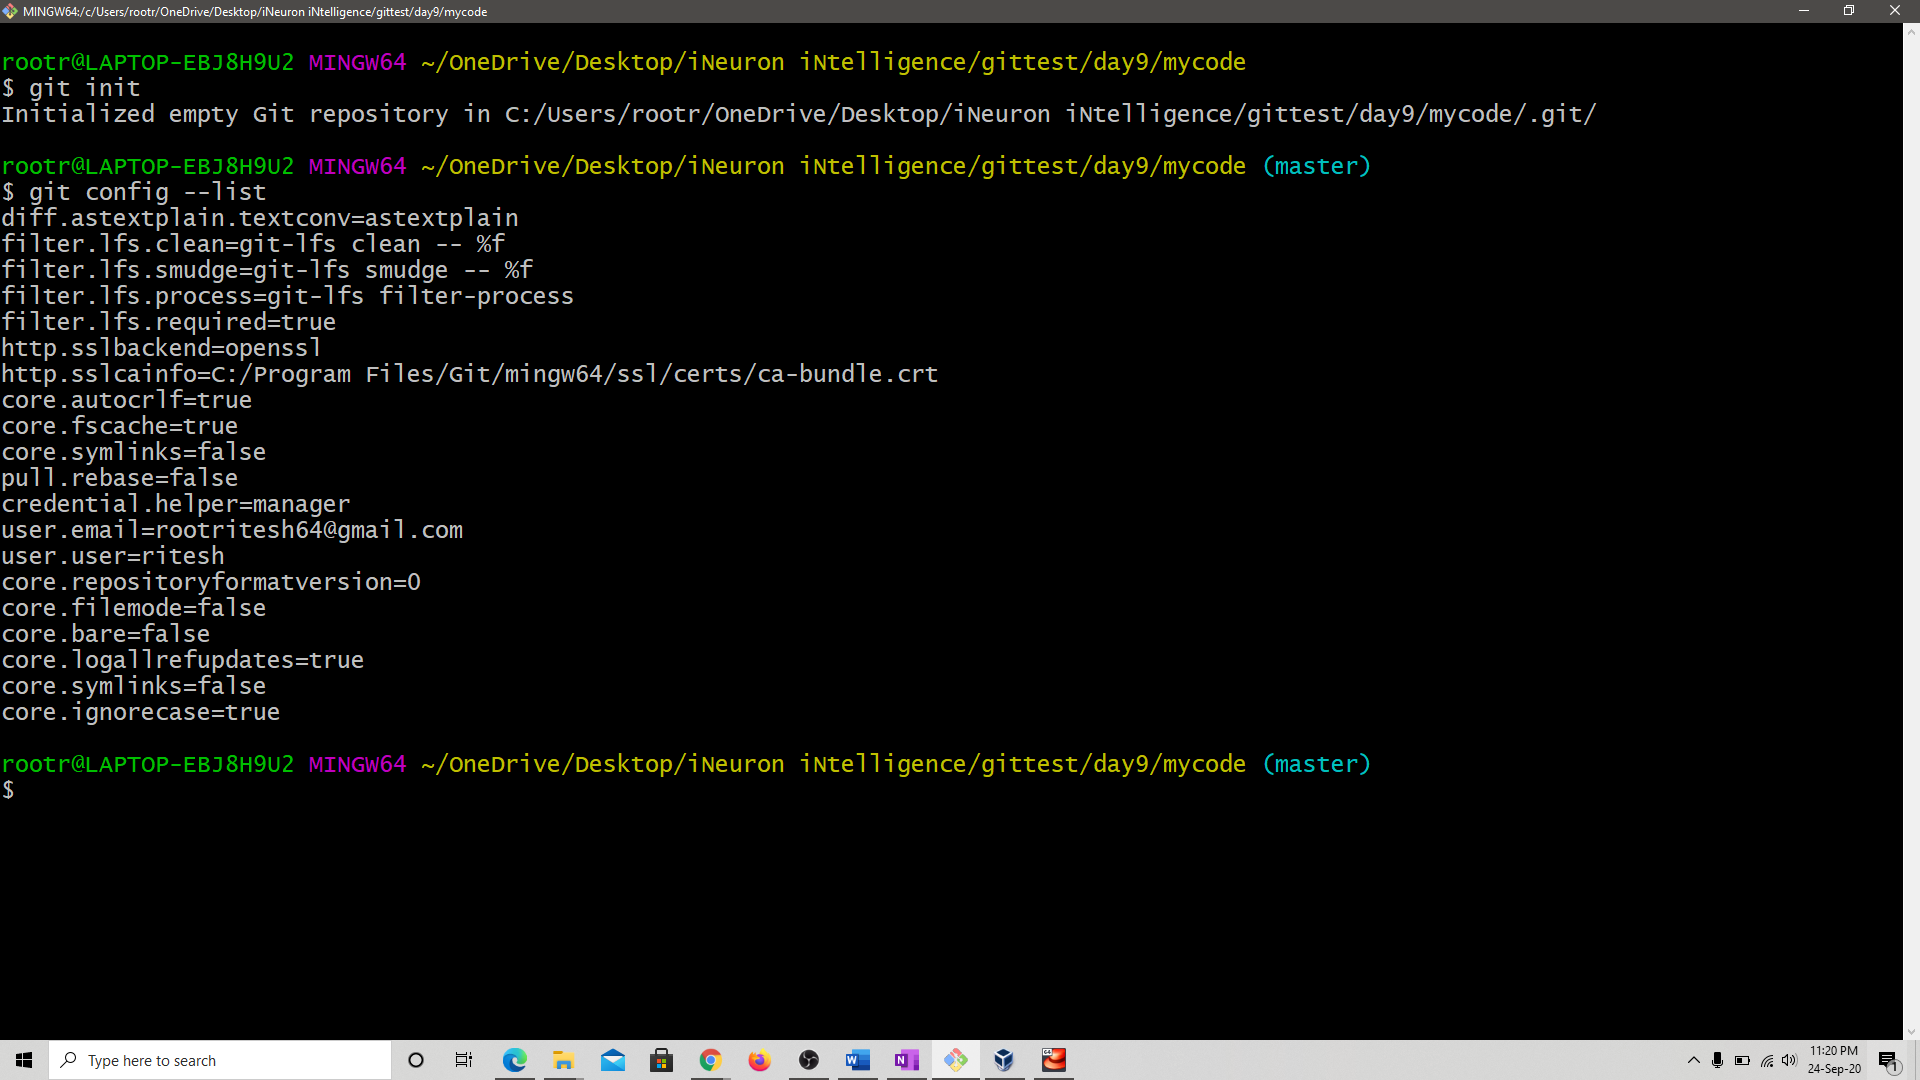 MINGW64:/c/Users/rootr/OneDrive/Desktop/iNeuron iNtelligence/gittest/day9/mycode
rootr@LAPTOP-EBJ8H9U2 MINGW64 ~/OneDrive/Desktop/iNeuron iNtelligence/gittest/day9/mycode
$ git init
Initialized empty Git repository in C:/Users/rootr/OneDrive/Desktop/iNeuron iNtelligence/gittest/day9/mycode/.git/
rootr@LAPTOP-EBJ8H9U2 MINGW64 ~/OneDrive/Desktop/iNeuron iNtelligence/gittest/day9/mycode (master)
$ git config --list
diff.astextplain.textconv=astextplain
filter.lfs.clean=git-lfs clean -- %f
filter.lfs.smudge=git-lfs smudge -- %f
filter.lfs.process=git-lfs filter-process
filter.lfs.required=true
http.sslbackend=openssl
http.sslcainfo=C:/Program Files/Git/mingw64/ssl/certs/ca-bundle.crt
core.autocrlf=true
core.fscache=true
core.symlinks=false
pull.rebase=false
credential.helper=manager
user.email=rootritesh64@gmail.com
user.user=ritesh
core.repositoryformatversion=0
core.filemode=false
core.bare=false
core.logallrefupdates=true
core.symlinks=false
core.ignorecase=true
rootr@LAPTOP-EBJ8H9U2 MINGW64 ~/OneDrive/Desktop/iNeuron iNtelligence/gittest/day9/mycode (master)
$
Type here to search
W
N
64
11:20 PM
24-Sep-20
1